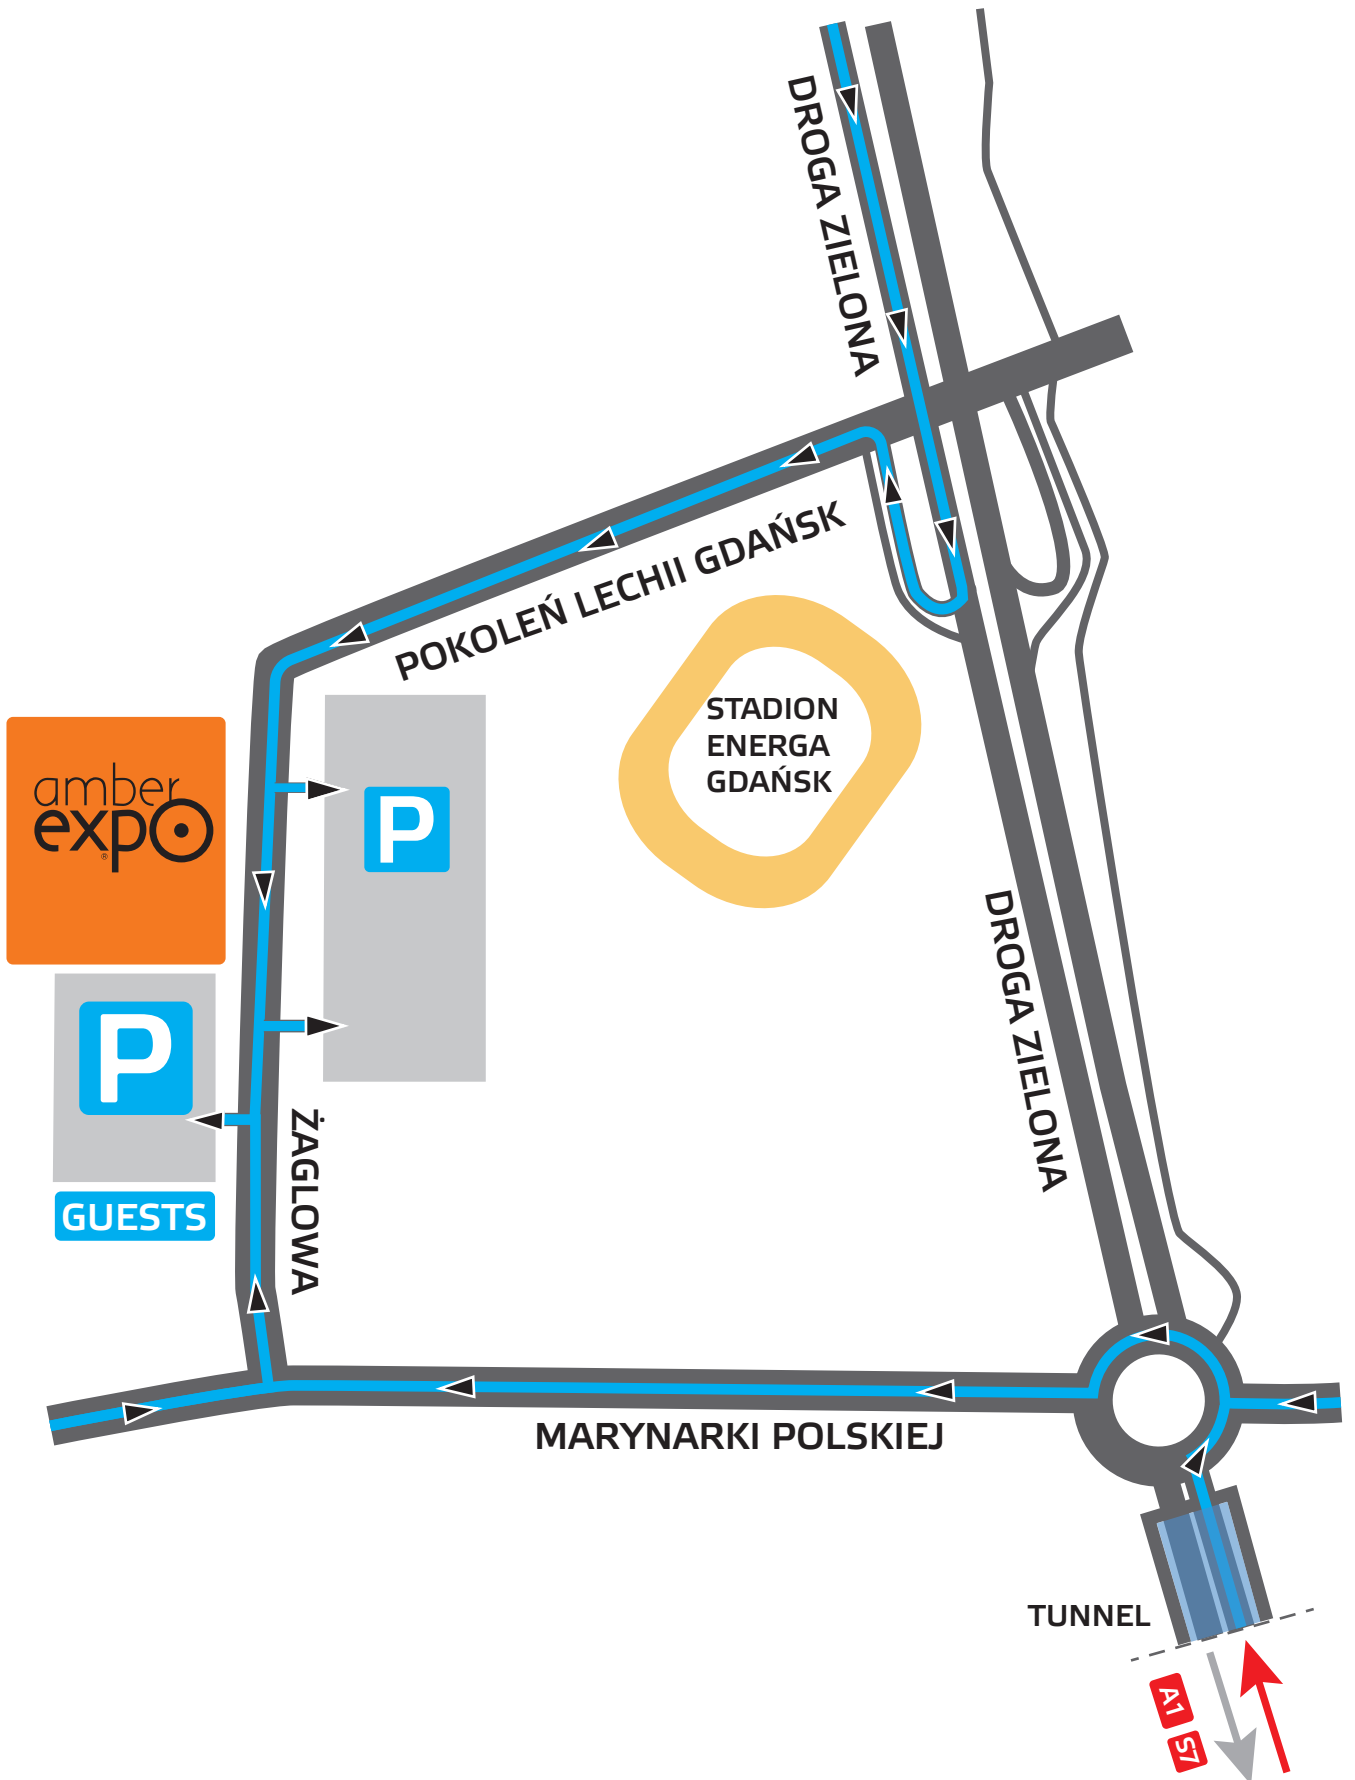 DROGA ZIELONA
POKOLEŃ LECHII GDAŃSK
STADION
ENERGA
GDAŃSK
amber
expo
®
P
P
GUESTS
ŻAGLOWA
DROGA ZIELONA
MARYNARKI POLSKIEJ
TUNNEL
A1
S7